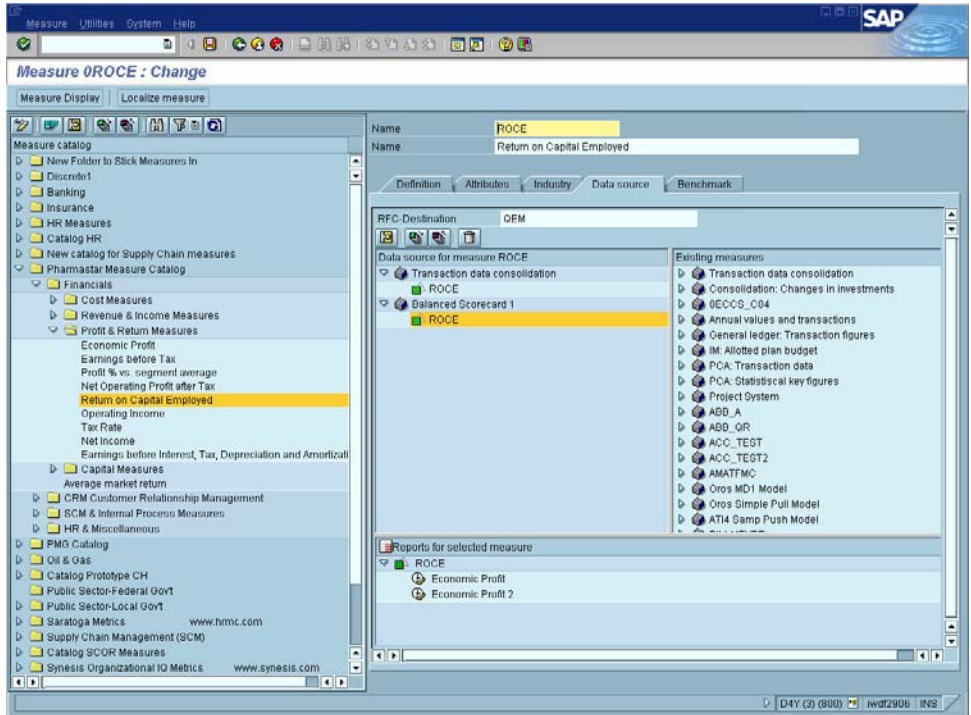 Measure Utilities System Help
SAP
Measure 0ROCE : Change
Measure Display Localize measure
Measure catalog
New Folder to Stick Measures In
Discrete1
Banking
Insurance
HR Measures
Catalog HR
New catalog for Supply Chain measures
Pharmastar Measure Catalog
Financials
Cost Measures
Revenue & Income Measures
Profit & Return Measures
Economic Profit
Earnings before Tax
Profit % vs. segment average
Net Operating Profit after Tax
Return on Capital Employed
Operating Income
Tax Rate
Net Income
Earnings before Interest, Tax, Depreciation and Amortizati
Capital Measures
Average market return
CRM Customer Relationship Management
SCM & Internal Process Measures
HR & Miscellaneous
PMG Catalog
Oil & Gas
Catalog Prototype CH
Public Sector-Federal Gov't
Public Sector-Local Gov't
Saratoga Metrics www.hrmc.com
Supply Chain Management (SCM)
Catalog SCOR Measures
Synesis Organizational IQ Metrics www.synesis.com
Name ROCE
Name Return on Capital Employed
Definition Attributes Industry Data source Benchmark
RFC-Destination QEM
Data source for measure ROCE
Transaction data consolidation
ROCE
Balanced Scorecard 1
ROCE
Existing measures
Transaction data consolidation
Consolidation: Changes in investments
0ECCS_C04
Annual values and transactions
General ledger: Transaction figures
IM: Allotted plan budget
PCA: Transaction data
PCA: Statistiscal key figures
Project System
ABB_A
ABB_QR
ACC_TEST
ACC_TEST2
AMATFMC
Oros MD1 Model
Oros Simple Pull Model
ATI4 Samp Push Model
Reports for selected measure
ROCE
Economic Profit
Economic Profit 2
D4Y (3) (800) iwdf2906 INS